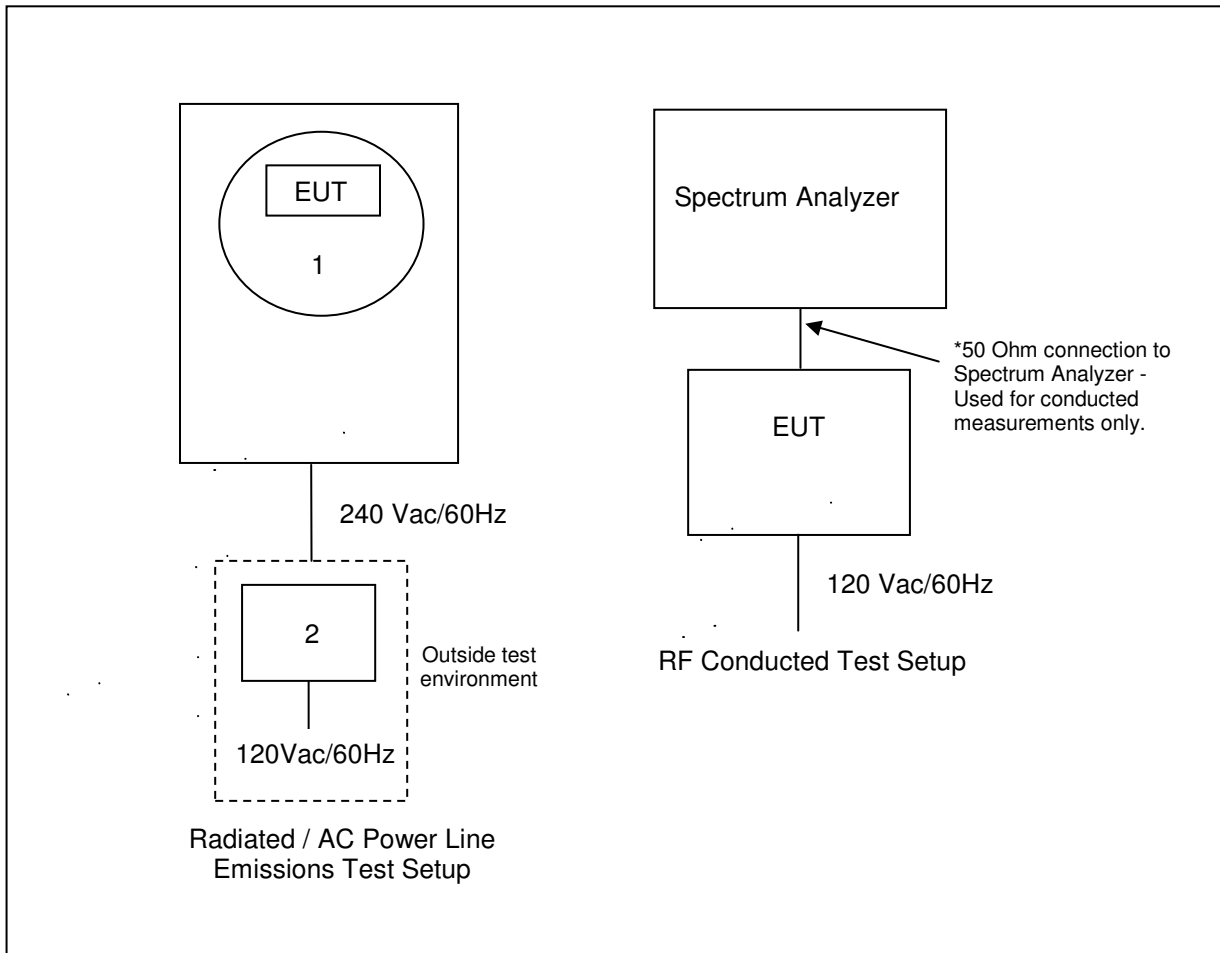 EUT
1
240 Vac/60Hz
2
Outside test
environment
120Vac/60Hz
Radiated / AC Power Line
Emissions Test Setup
Spectrum Analyzer
*50 Ohm connection to
Spectrum Analyzer -
Used for conducted
measurements only.
EUT
120 Vac/60Hz
RF Conducted Test Setup